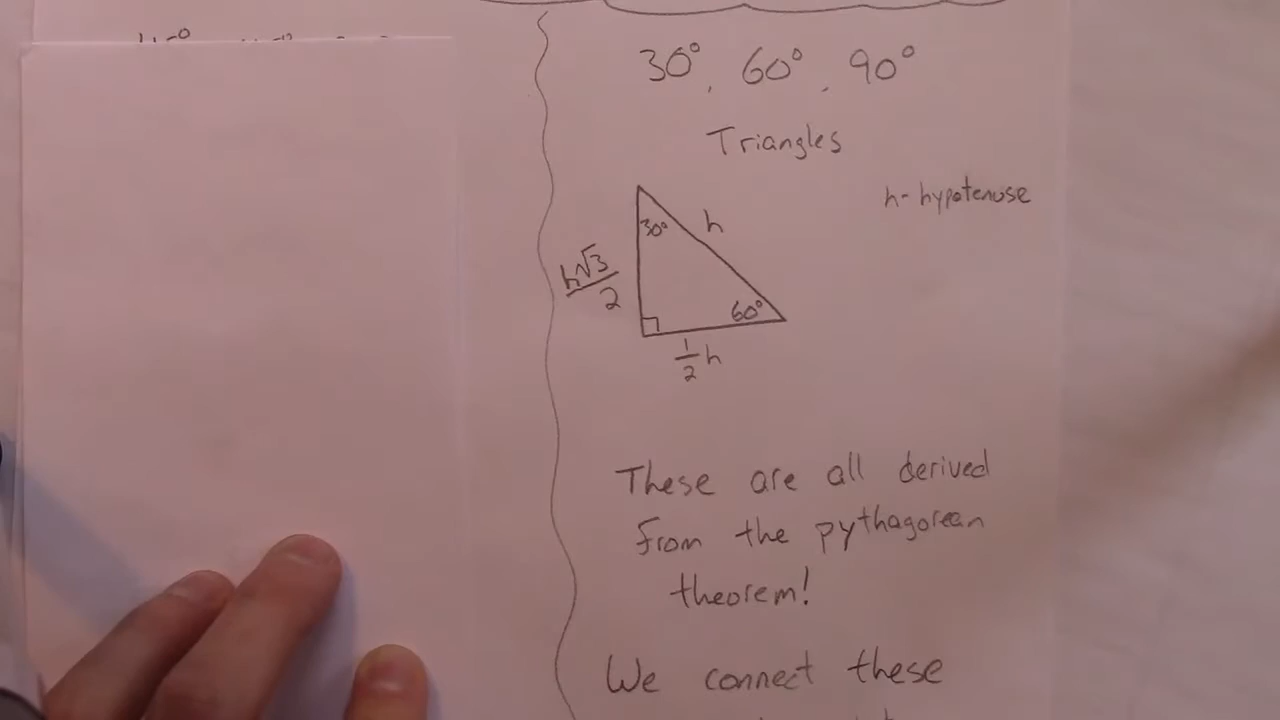 30°, 60°, 90°
Triangles
h - hypotenuse
30°
h
h√3/2
60°
1/2 h
These are all derived
from the pythagorean
theorem!
We connect these